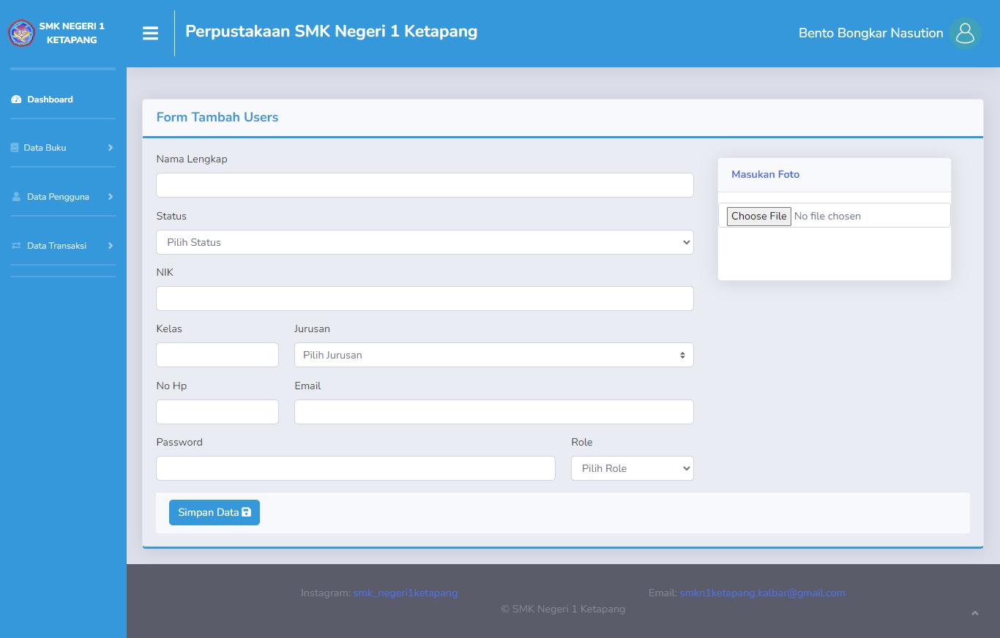 SMK NEGERI 1
KETAPANG
Perpustakaan SMK Negeri 1 Ketapang
Bento Bongkar Nasution
Dashboard
Data Buku
Data Pengguna
Data Transaksi
Form Tambah Users
Nama Lengkap
Status
Pilih Status
NIK
Kelas
Jurusan
Pilih Jurusan
No Hp
Email
Password
Role
Pilih Role
Simpan Data
Masukan Foto
Choose File No file chosen
Instagram: smk_negeri1ketapang
Email: smkn1ketapang.kalbar@gmail.com
© SMK Negeri 1 Ketapang